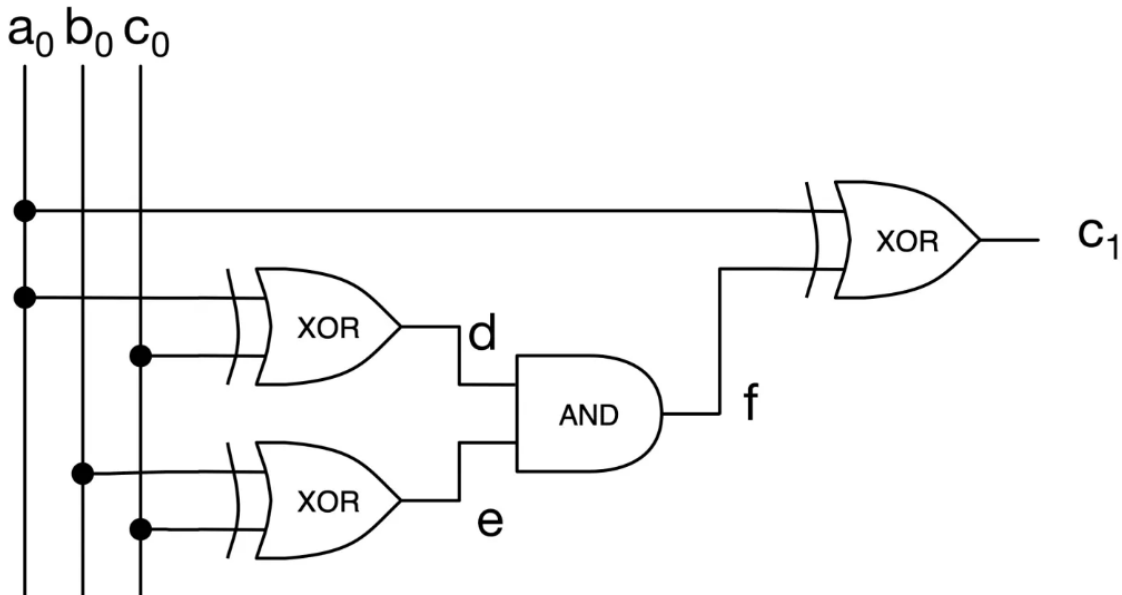 a₀ b₀ c₀
XOR
c₁
XOR
d
AND
f
XOR
e